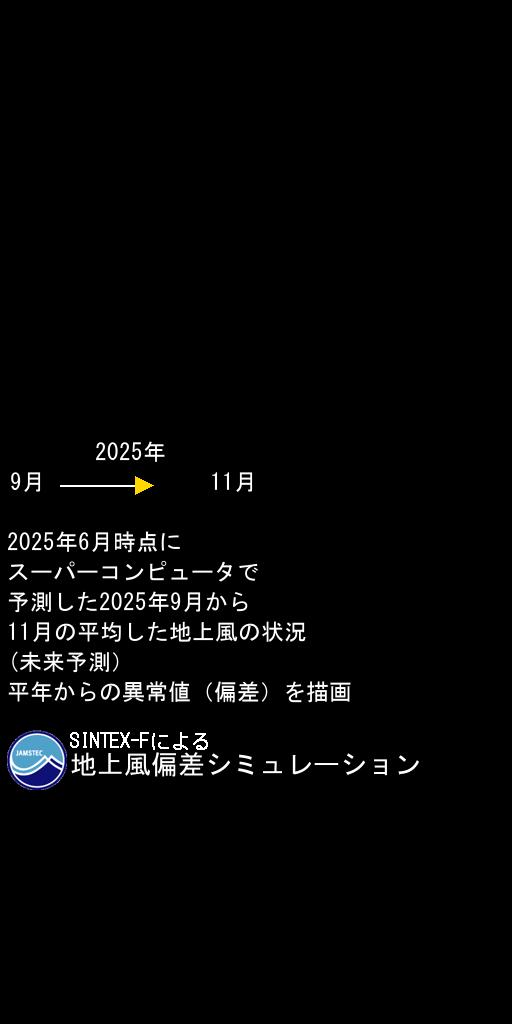 2025年
9月 11月
2025年6月時点に
スーパーコンピュータで
予測した2025年9月から
11月の平均した地上風の状況
(未来予測)
平年からの異常値（偏差）を描画
SINTEX-Fによる
JAMSTEC
地上風偏差シミュレーション